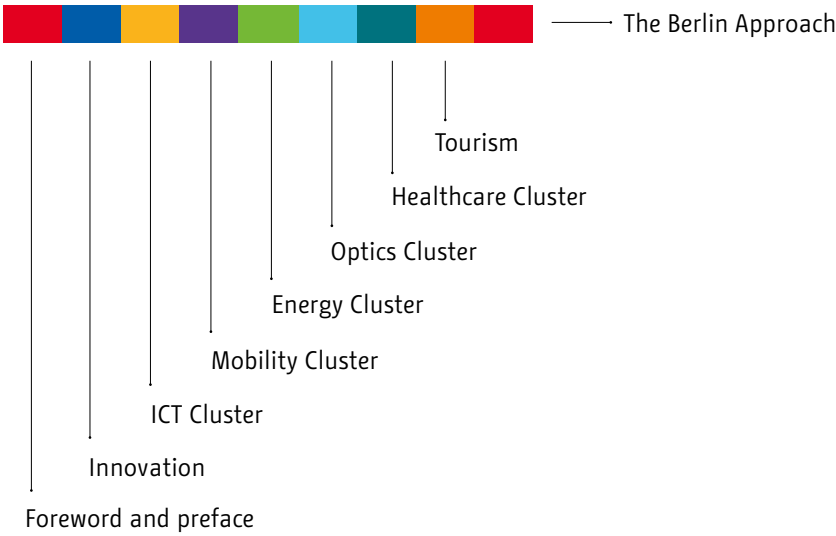 The Berlin Approach
Tourism
Healthcare Cluster
Optics Cluster
Energy Cluster
Mobility Cluster
ICT Cluster
Innovation
Foreword and preface